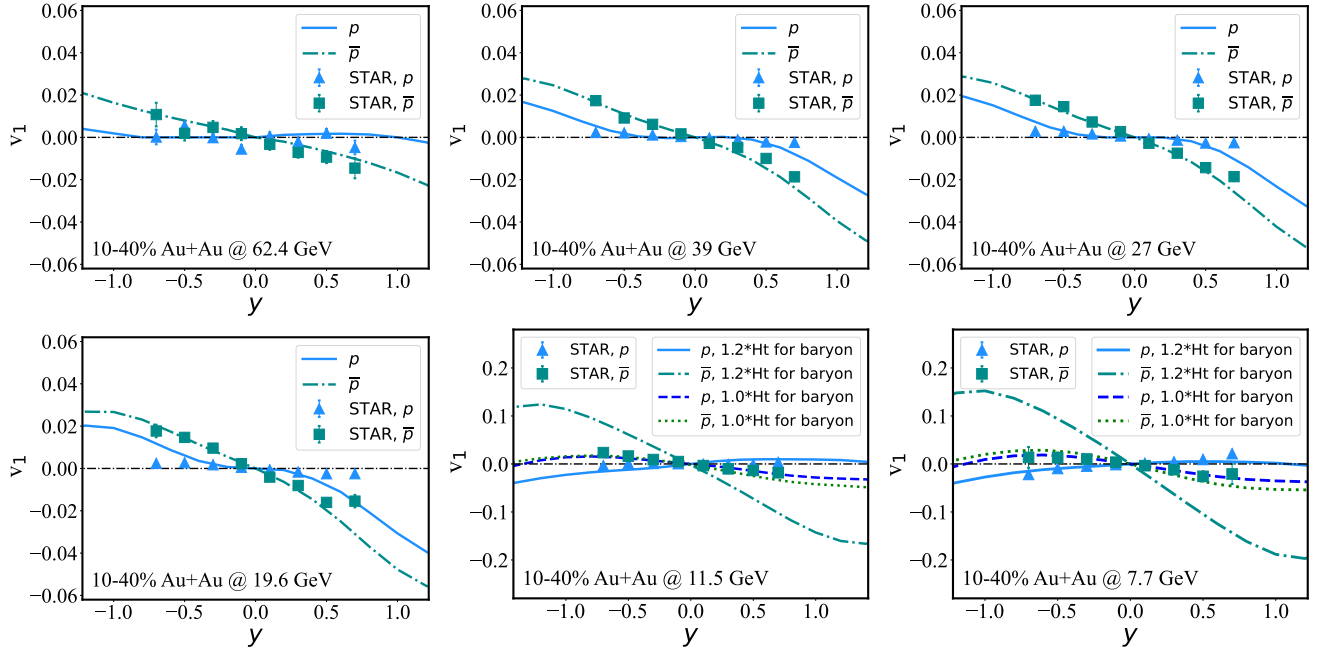 0.06
0.04
0.02
0.00
−0.02
−0.04
−0.06
v1
p
p̅
STAR, p
STAR, p̅
10-40% Au+Au @ 62.4 GeV
−1.0 −0.5 0.0 0.5 1.0
y
0.06
0.04
0.02
0.00
−0.02
−0.04
−0.06
v1
p
p̅
STAR, p
STAR, p̅
10-40% Au+Au @ 39 GeV
−1.0 −0.5 0.0 0.5 1.0
y
0.06
0.04
0.02
0.00
−0.02
−0.04
−0.06
v1
p
p̅
STAR, p
STAR, p̅
10-40% Au+Au @ 27 GeV
−1.0 −0.5 0.0 0.5 1.0
y
0.06
0.04
0.02
0.00
−0.02
−0.04
−0.06
v1
p
p̅
STAR, p
STAR, p̅
10-40% Au+Au @ 19.6 GeV
−1.0 −0.5 0.0 0.5 1.0
y
0.2
0.1
0.0
−0.1
−0.2
v1
STAR, p
STAR, p̅
p, 1.2*Ht for baryon
p̅, 1.2*Ht for baryon
p, 1.0*Ht for baryon
p̅, 1.0*Ht for baryon
10-40% Au+Au @ 11.5 GeV
−1.0 −0.5 0.0 0.5 1.0
y
0.2
0.1
0.0
−0.1
−0.2
v1
STAR, p
STAR, p̅
p, 1.2*Ht for baryon
p̅, 1.2*Ht for baryon
p, 1.0*Ht for baryon
p̅, 1.0*Ht for baryon
10-40% Au+Au @ 7.7 GeV
−1.0 −0.5 0.0 0.5 1.0
y